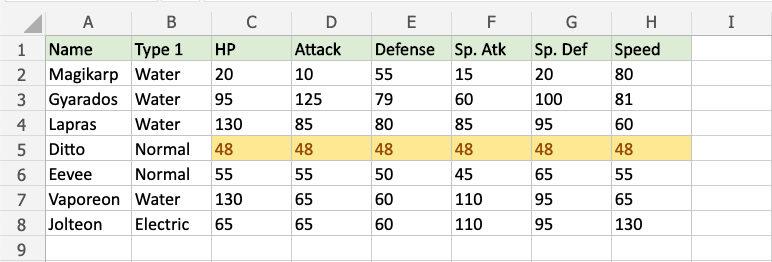 A B C D E F G H I
1 Name Type 1 HP Attack Defense Sp. Atk Sp. Def Speed
2 Magikarp Water 20 10 55 15 20 80
3 Gyarados Water 95 125 79 60 100 81
4 Lapras Water 130 85 80 85 95 60
5 Ditto Normal 48 48 48 48 48 48
6 Eevee Normal 55 55 50 45 65 55
7 Vaporeon Water 130 65 60 110 95 65
8 Jolteon Electric 65 65 60 110 95 130
9